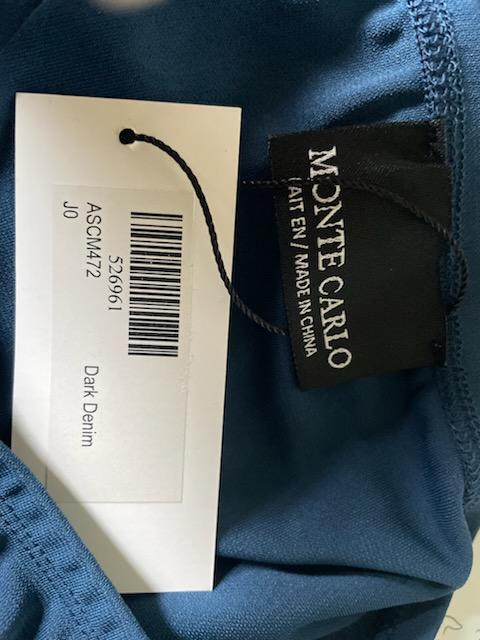 MONTE CARLO
FAIT EN / MADE IN CHINA
526961
ASCM472 Dark Denim
J0